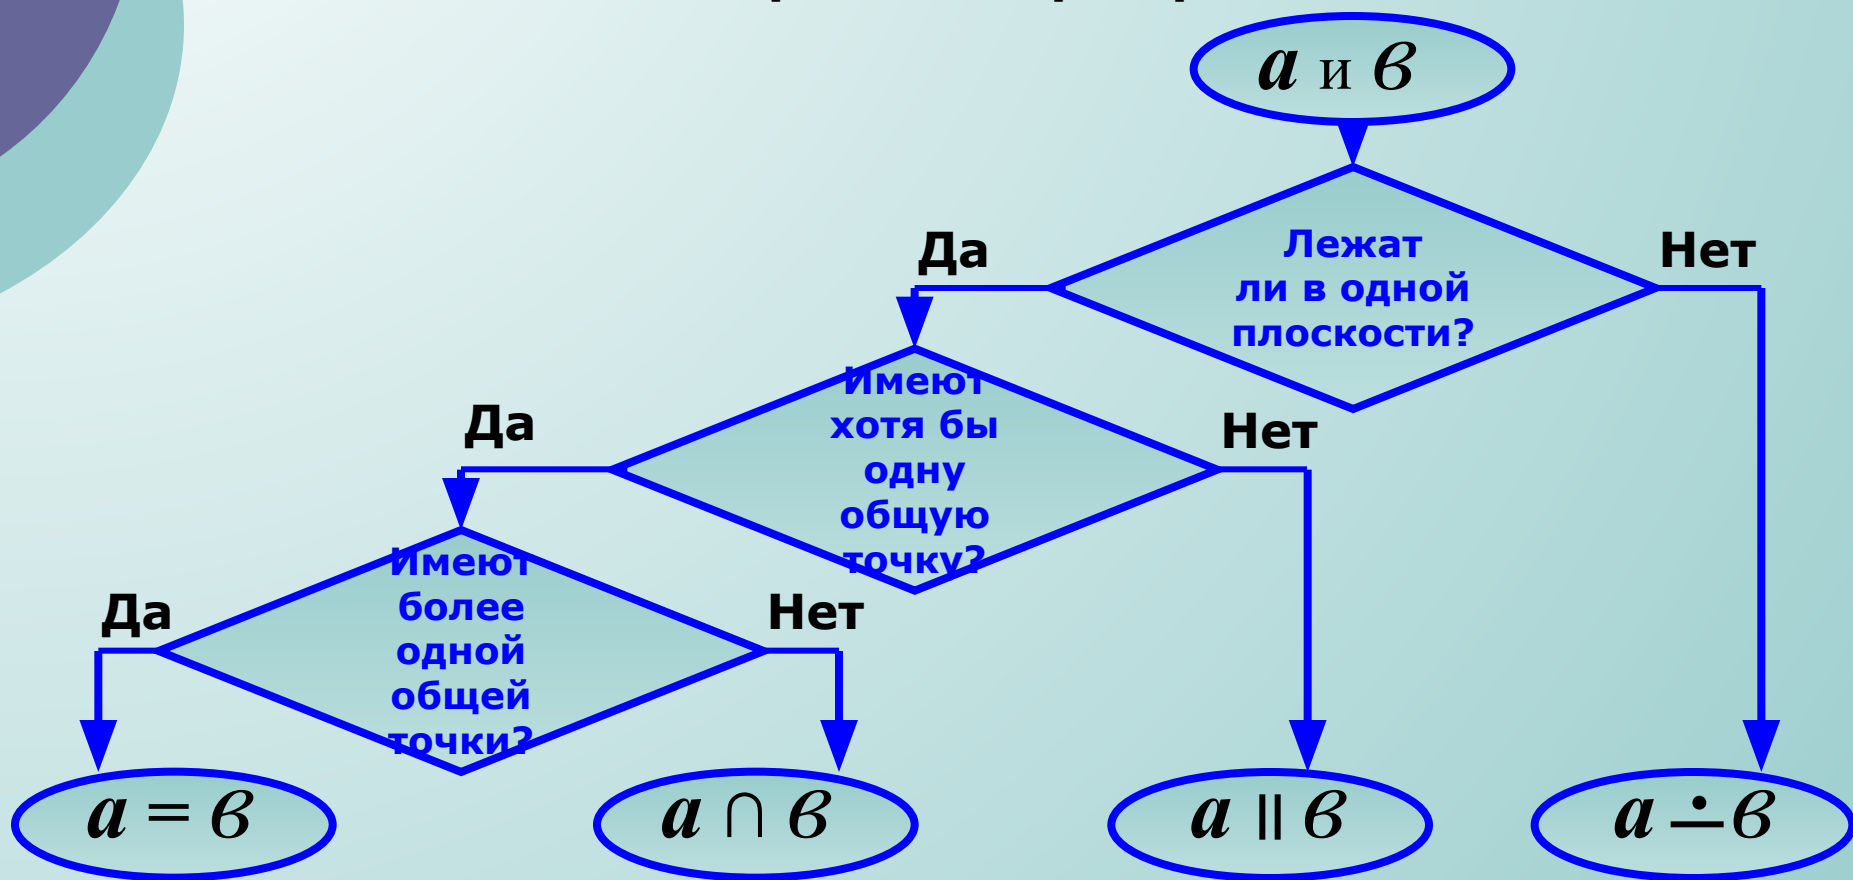 а и в
Лежат
ли в одной
плоскости?
Да
Нет
Имеют
хотя бы
одну
общую
точку?
Да
Нет
Имеют
более
одной
общей
точки?
Да
Нет
а = в
а ∩ в
а || в
а ∸ в